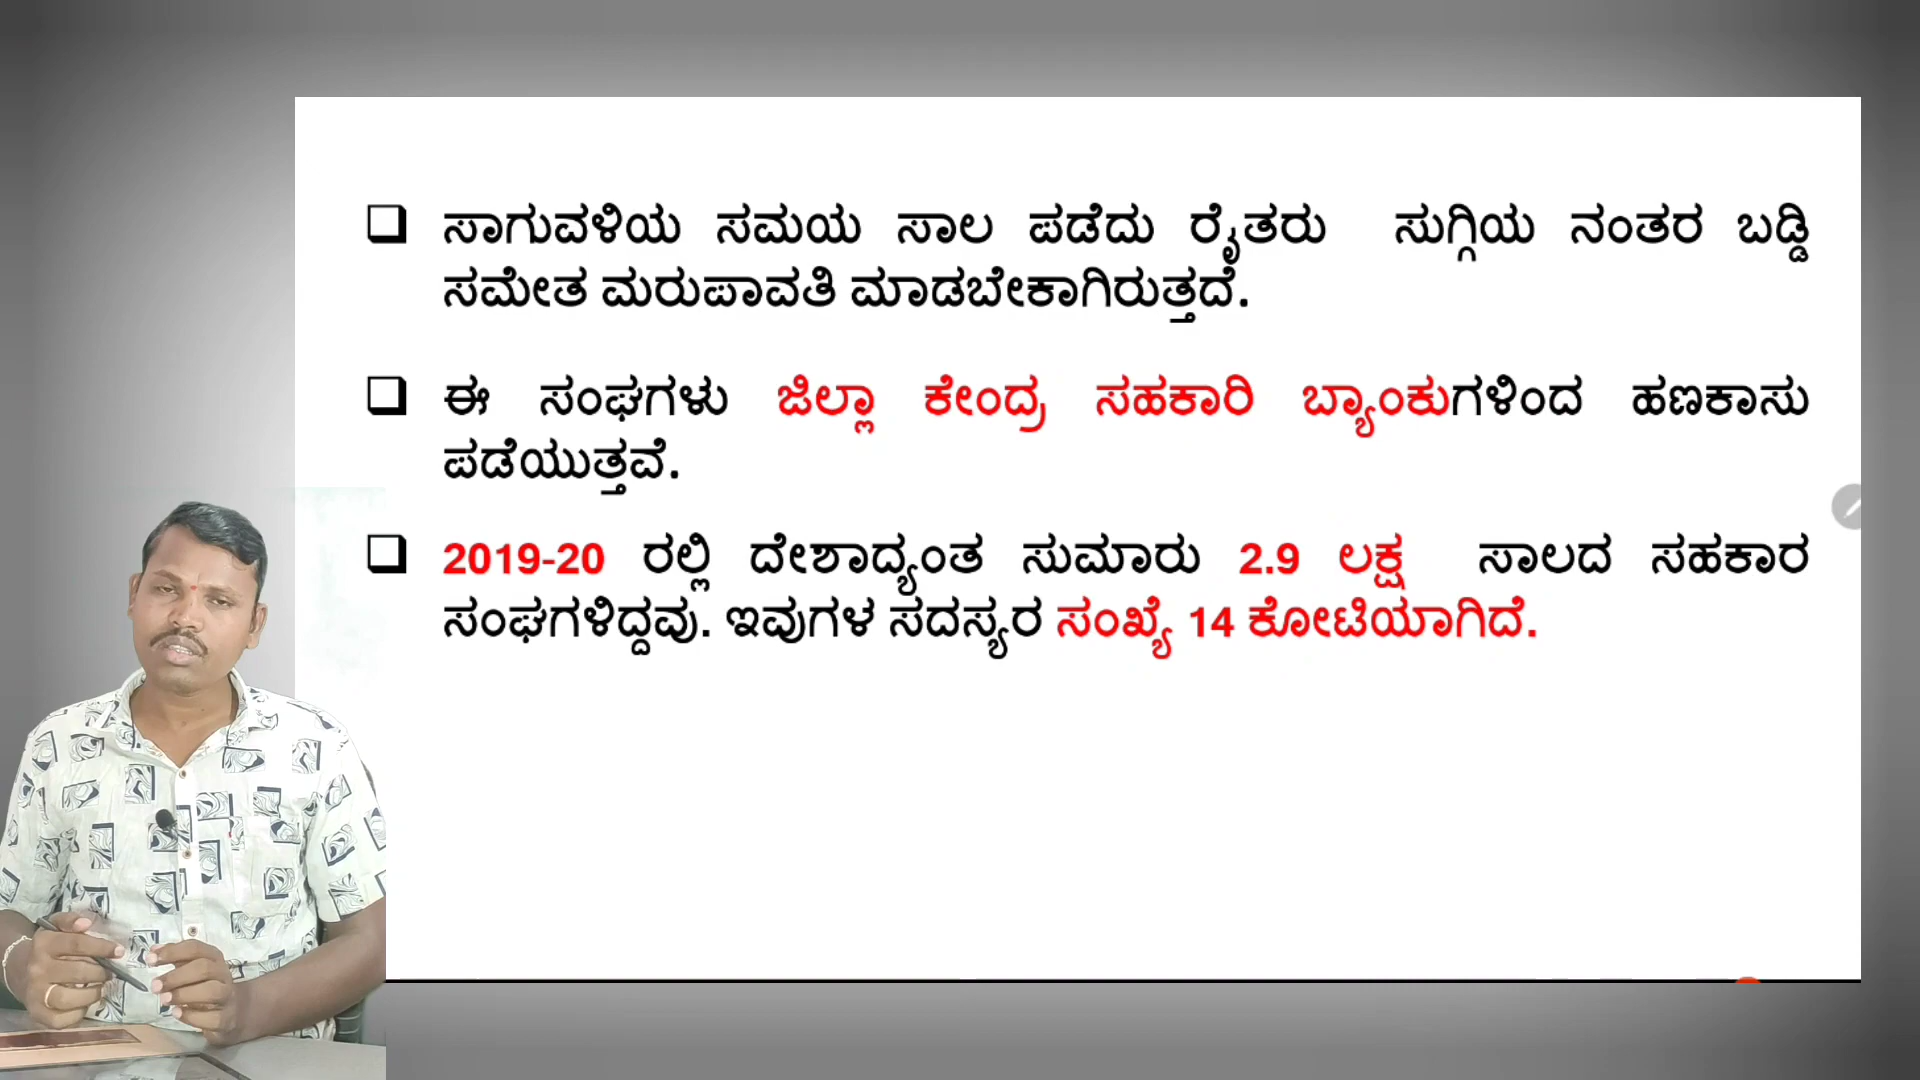 ಸಾಗುವಳಿಯ ಸಮಯ ಸಾಲ ಪಡೆದು ರೈತರು ಸುಗ್ಗಿಯ ನಂತರ ಬಡ್ಡಿ
ಸಮೇತ ಮರುಪಾವತಿ ಮಾಡಬೇಕಾಗಿರುತ್ತದೆ.
ಈ ಸಂಘಗಳು ಜಿಲ್ಲಾ ಕೇಂದ್ರ ಸಹಕಾರಿ ಬ್ಯಾಂಕುಗಳಿಂದ ಹಣಕಾಸು
ಪಡೆಯುತ್ತವೆ.
2019-20 ರಲ್ಲಿ ದೇಶಾದ್ಯಂತ ಸುಮಾರು 2.9 ಲಕ್ಷ ಸಾಲದ ಸಹಕಾರ
ಸಂಘಗಳಿದ್ದವು. ಇವುಗಳ ಸದಸ್ಯರ ಸಂಖ್ಯೆ 14 ಕೋಟಿಯಾಗಿದೆ.